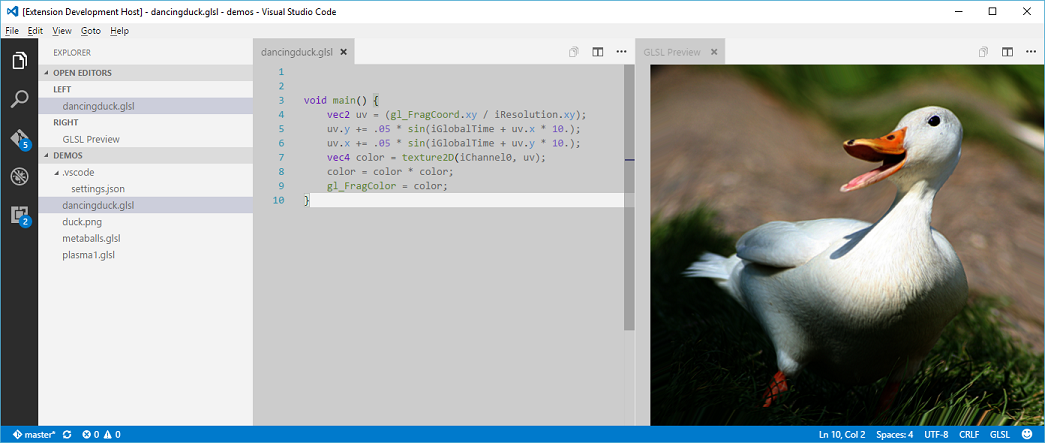 [Extension Development Host] - dancingduck.glsl - demos - Visual Studio Code
File Edit View Goto Help
EXPLORER
OPEN EDITORS
LEFT
dancingduck.glsl
RIGHT
GLSL Preview
DEMOS
.vscode
settings.json
dancingduck.glsl
duck.png
metaballs.glsl
plasma1.glsl
5
2
dancingduck.glsl
1
2
3 void main() {
4 vec2 uv = (gl_FragCoord.xy / iResolution.xy);
5 uv.y += .05 * sin(iGlobalTime + uv.x * 10.);
6 uv.x += .05 * sin(iGlobalTime + uv.y * 10.);
7 vec4 color = texture2D(iChannel0, uv);
8 color = color * color;
9 gl_FragColor = color;
10 }
GLSL Preview
master* 0 0 Ln 10, Col 2 Spaces: 4 UTF-8 CRLF GLSL